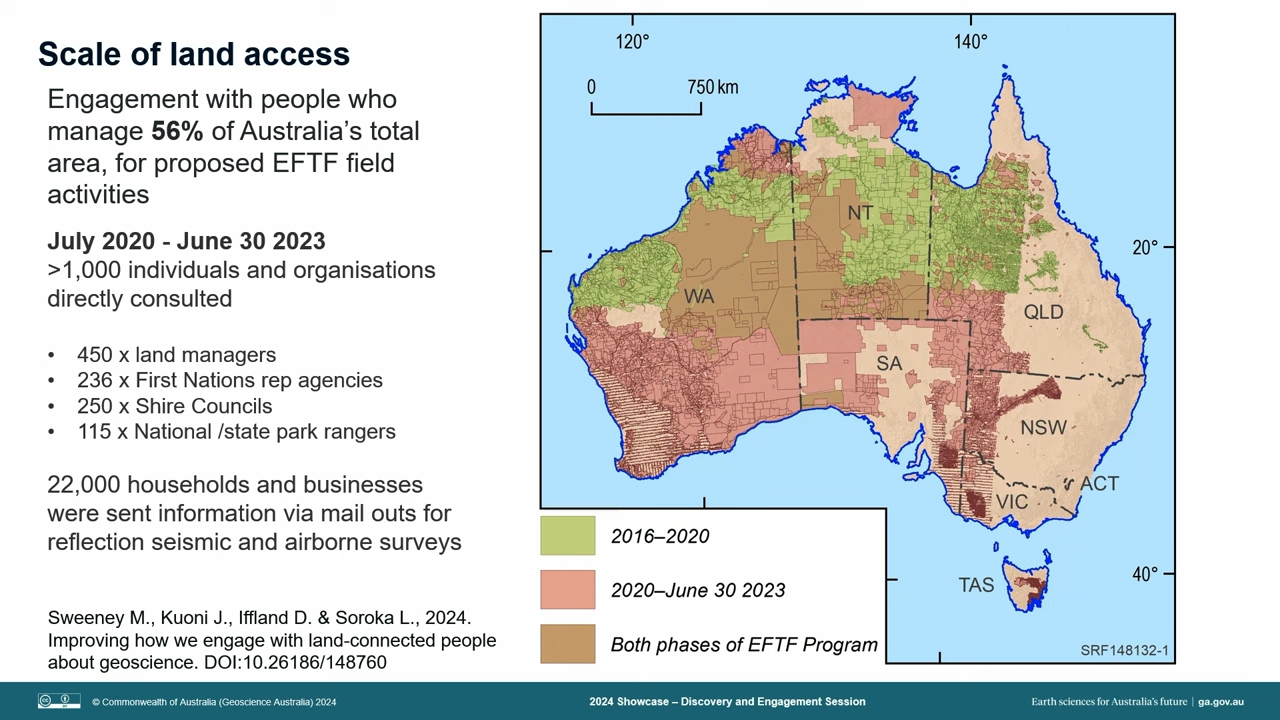 Scale of land access
Engagement with people who
manage 56% of Australia's total
area, for proposed EFTF field
activities
July 2020 - June 30 2023
>1,000 individuals and organisations
directly consulted
• 450 x land managers
• 236 x First Nations rep agencies
• 250 x Shire Councils
• 115 x National /state park rangers
22,000 households and businesses
were sent information via mail outs for
reflection seismic and airborne surveys
Sweeney M., Kuoni J., Iffland D. & Soroka L., 2024.
Improving how we engage with land-connected people
about geoscience. DOI:10.26186/148760
120°
140°
0 750 km
NT
20°
WA
QLD
SA
NSW
ACT
VIC
TAS
40°
2016–2020
2020–June 30 2023
Both phases of EFTF Program
SRF148132-1
© Commonwealth of Australia (Geoscience Australia) 2024
2024 Showcase – Discovery and Engagement Session
Earth sciences for Australia's future | ga.gov.au